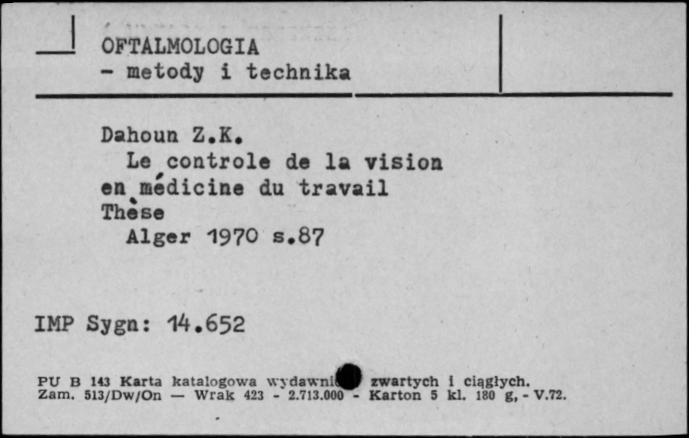 OFTALMOLOGIA
- metody i technika
Dahoun Z.K.
Le controle de la vision
en médicine du travail
Thèse
Alger 1970 s.87
IMP Sygn: 14.652
PU B 143 Karta katalogowa zwartych i ciągłych.
Zam. 513/Dw/On — Wrak 423 - 2.713.000 - Karton 5 kl. 180 g, - V.72.